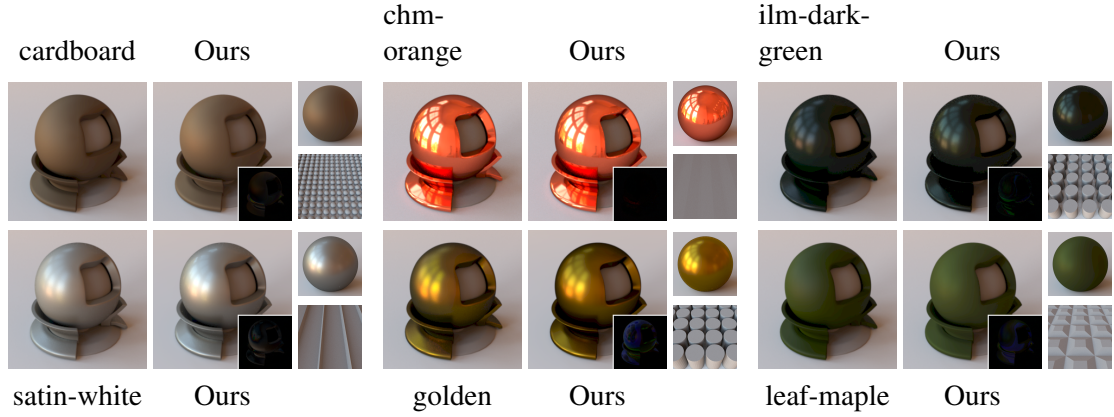 cardboard
Ours
chm-
orange
Ours
ilm-dark-
green
Ours
satin-white
Ours
golden
Ours
leaf-maple
Ours